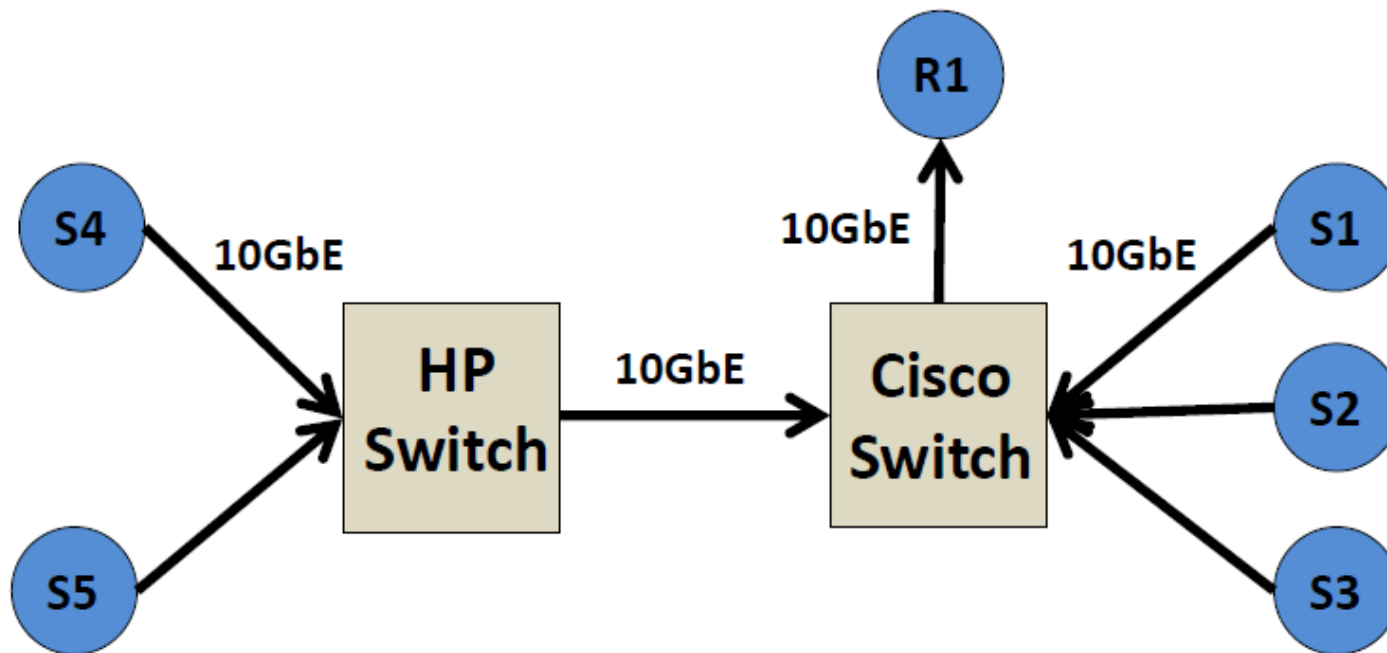 R1
S4
10GbE
10GbE
10GbE
S1
HP
Switch
10GbE
Cisco
Switch
S2
S5
S3